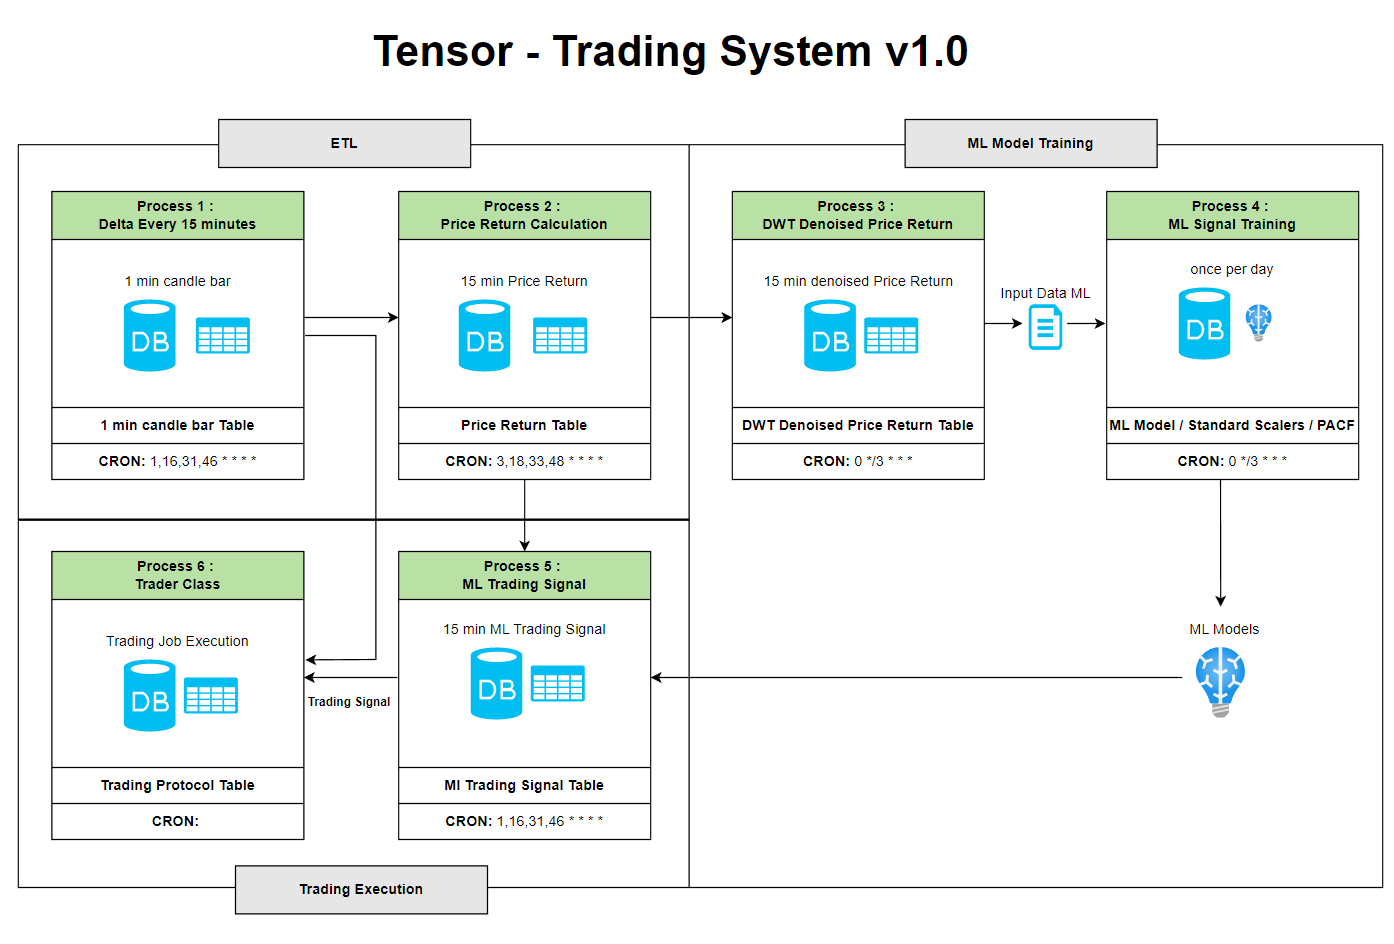 Tensor - Trading System v1.0
ETL
ML Model Training
Process 1 :
Delta Every 15 minutes
1 min candle bar
DB
1 min candle bar Table
CRON: 1,16,31,46 * * * *
Process 2 :
Price Return Calculation
15 min Price Return
DB
Price Return Table
CRON: 3,18,33,48 * * * *
Process 3 :
DWT Denoised Price Return
15 min denoised Price Return
DB
DWT Denoised Price Return Table
CRON: 0 */3 * * *
Input Data ML
Process 4 :
ML Signal Training
once per day
DB
ML Model / Standard Scalers / PACF
CRON: 0 */3 * * *
Process 6 :
Trader Class
Trading Job Execution
DB
Trading Protocol Table
CRON:
Trading Signal
Process 5 :
ML Trading Signal
15 min ML Trading Signal
DB
MI Trading Signal Table
CRON: 1,16,31,46 * * * *
ML Models
Trading Execution